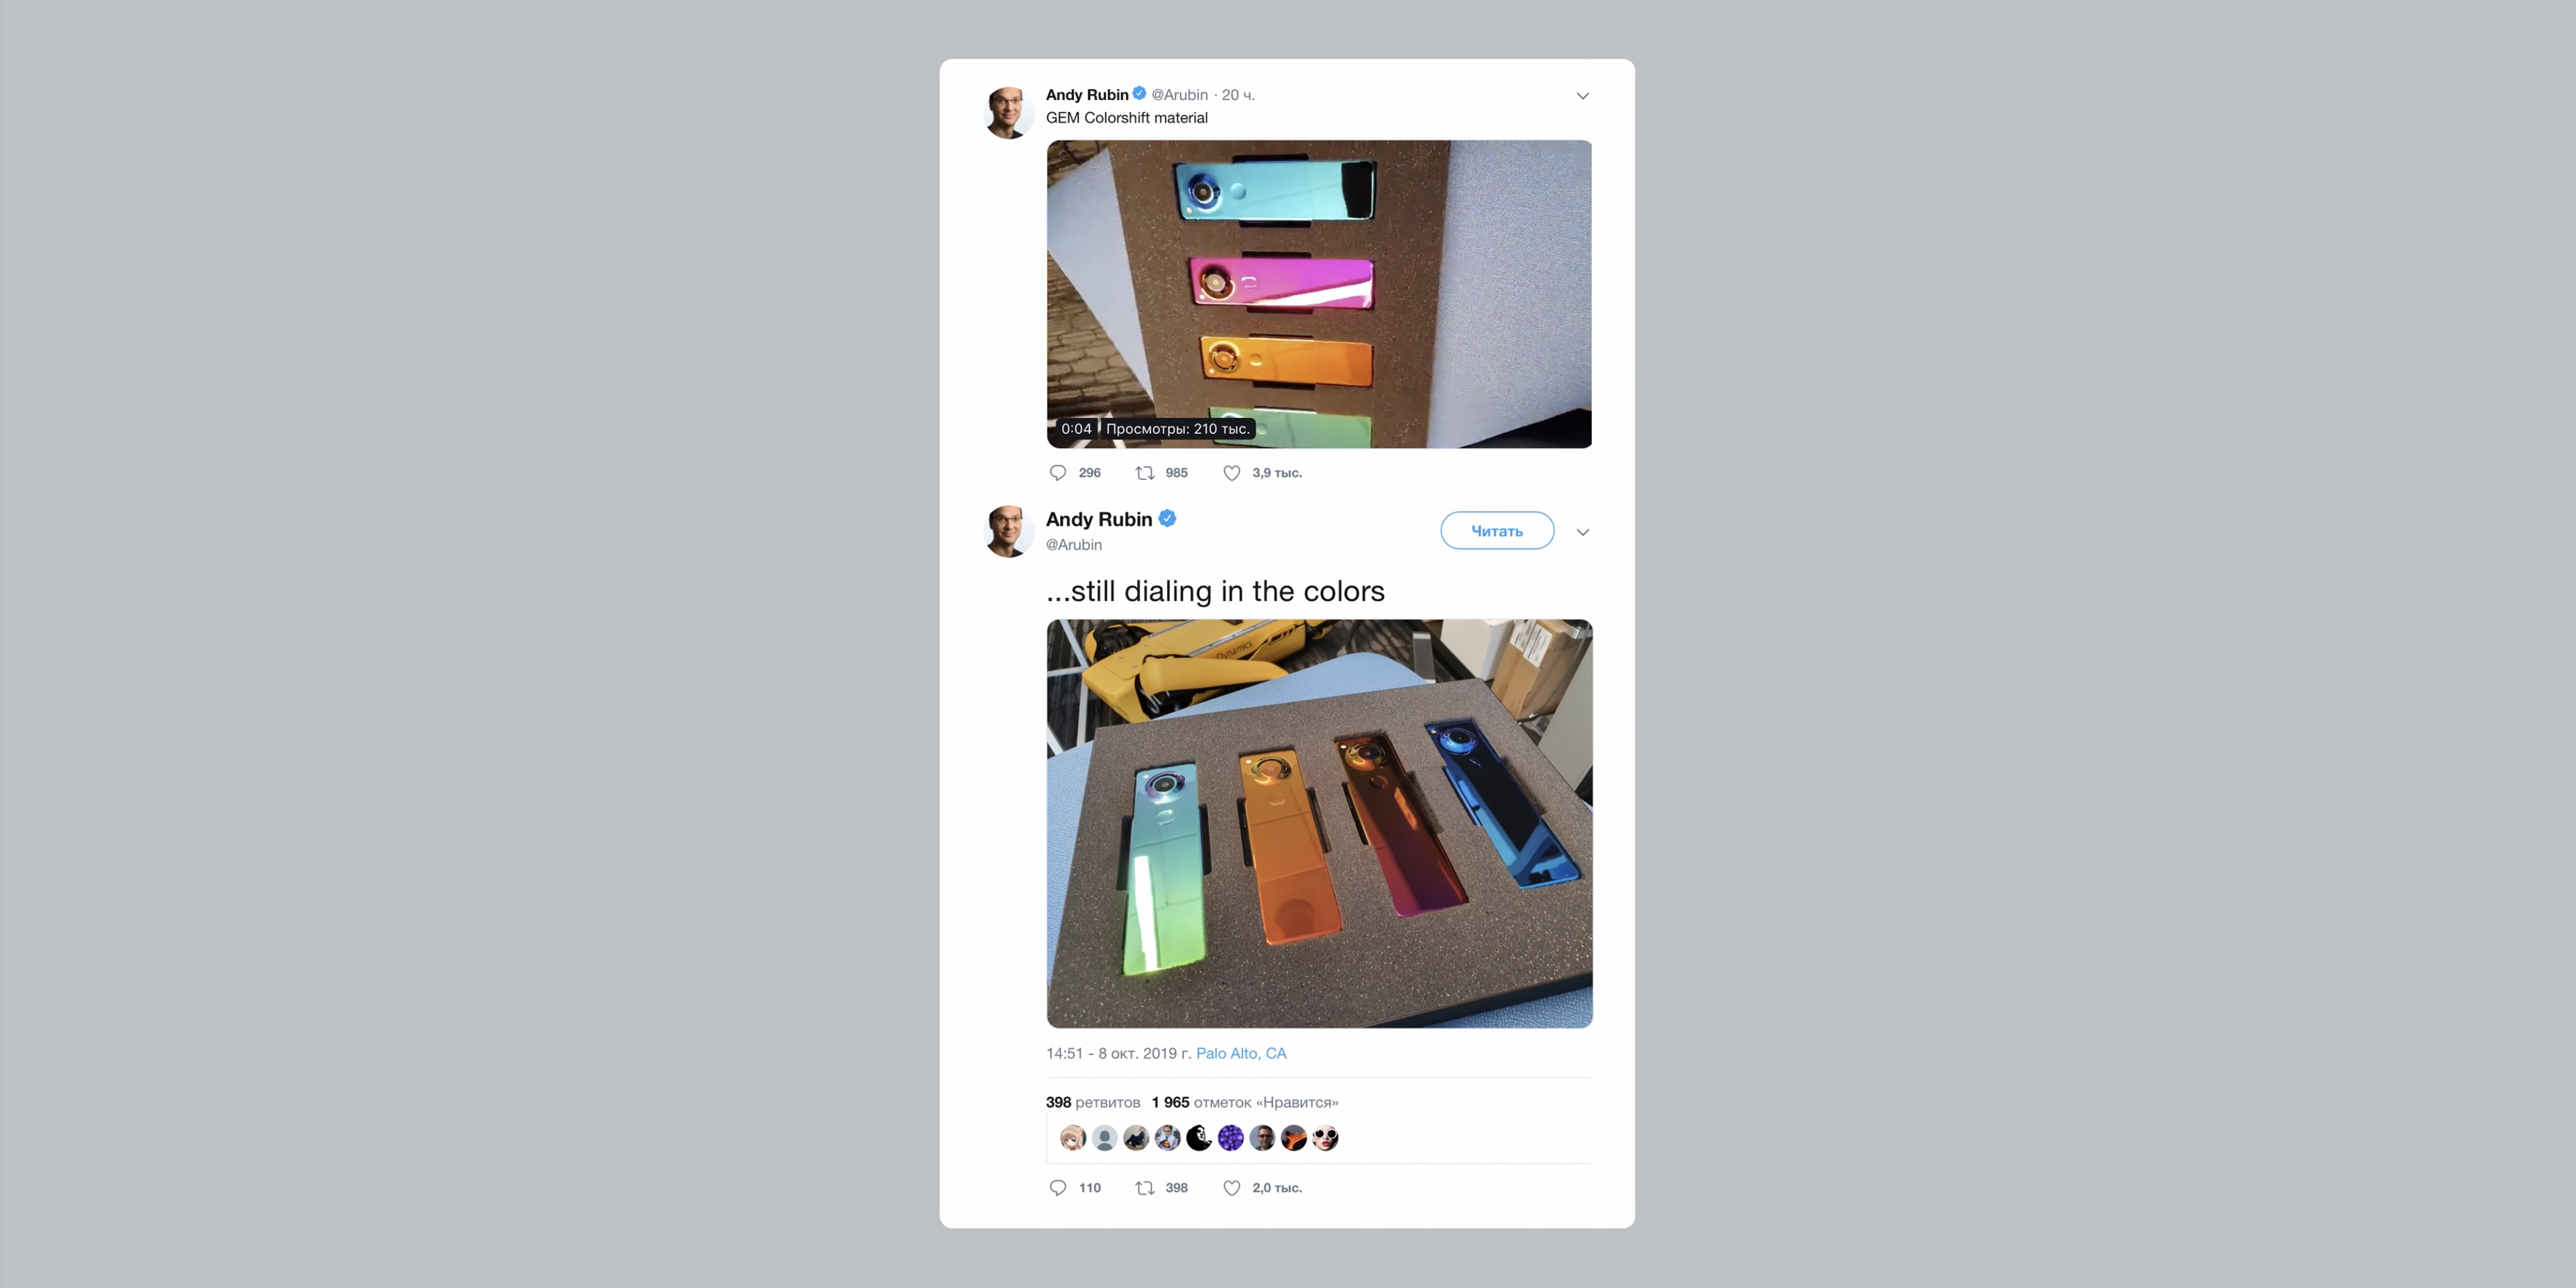 Andy Rubin @Arubin · 20 ч.
GEM Colorshift material
0:04 Просмотры: 210 тыс.
296 985 3,9 тыс.
Andy Rubin
@Arubin
Читать
...still dialing in the colors
Dynamics
14:51 - 8 окт. 2019 г. Palo Alto, CA
398 ретвитов 1 965 отметок «Нравится»
110 398 2,0 тыс.